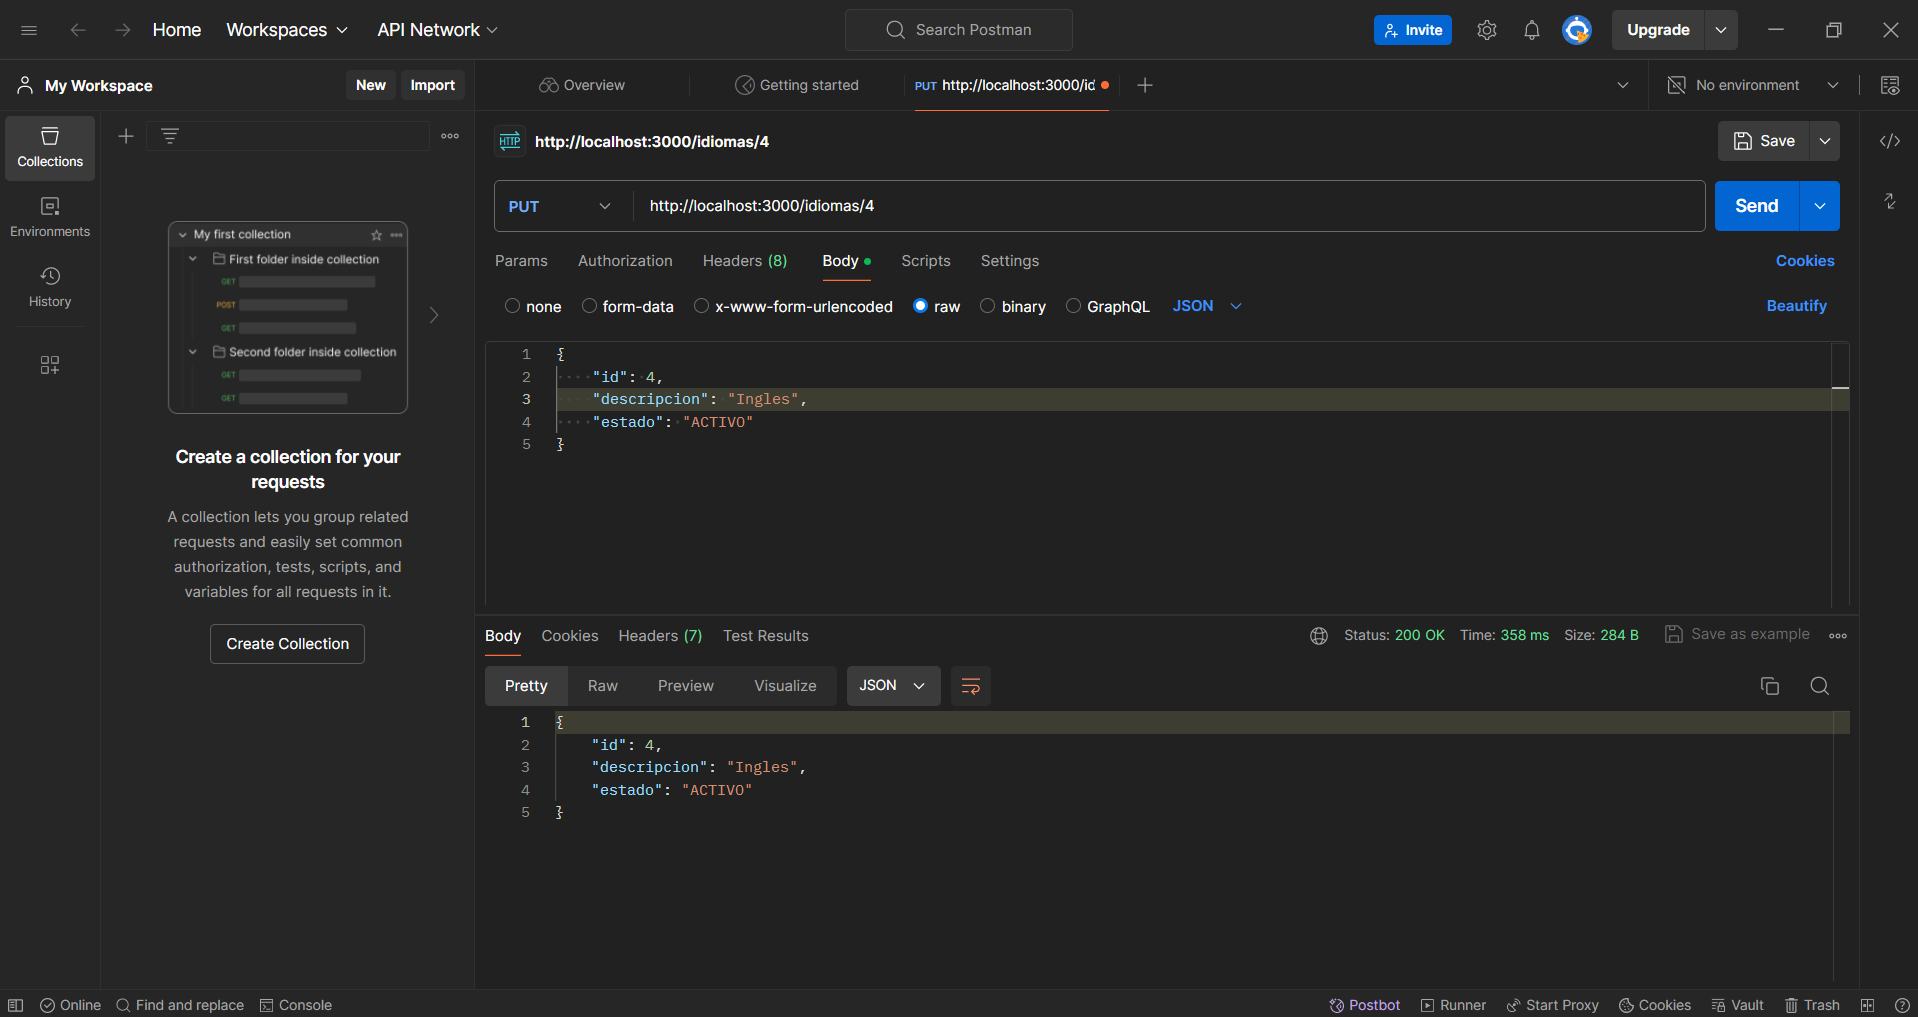 Home Workspaces API Network Search Postman Invite Upgrade
My Workspace New Import Overview Getting started PUT http://localhost:3000/id No environment
Collections
Environments
History
My first collection
First folder inside collection
GET
POST
GET
Second folder inside collection
GET
GET
Create a collection for your
requests
A collection lets you group related
requests and easily set common
authorization, tests, scripts, and
variables for all requests in it.
Create Collection
HTTP http://localhost:3000/idiomas/4 Save
PUT http://localhost:3000/idiomas/4 Send
Params Authorization Headers (8) Body Scripts Settings Cookies
none form-data x-www-form-urlencoded raw binary GraphQL JSON Beautify
1 {
2 "id": 4,
3 "descripcion": "Ingles",
4 "estado": "ACTIVO"
5 }
Body Cookies Headers (7) Test Results Status: 200 OK Time: 358 ms Size: 284 B Save as example
Pretty Raw Preview Visualize JSON
1 {
2 "id": 4,
3 "descripcion": "Ingles",
4 "estado": "ACTIVO"
5 }
Online Find and replace Console Postbot Runner Start Proxy Cookies Vault Trash